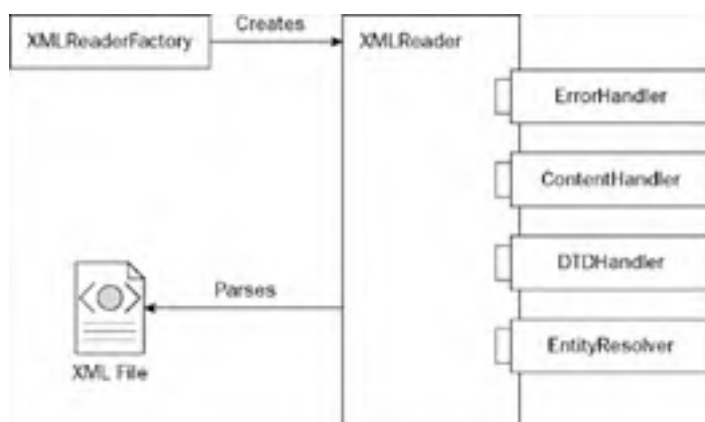 Creates
XMLReaderFactory
XMLReader
ErrorHandler
ContentHandler
DTDHandler
Parses
EntityResolver
XML File